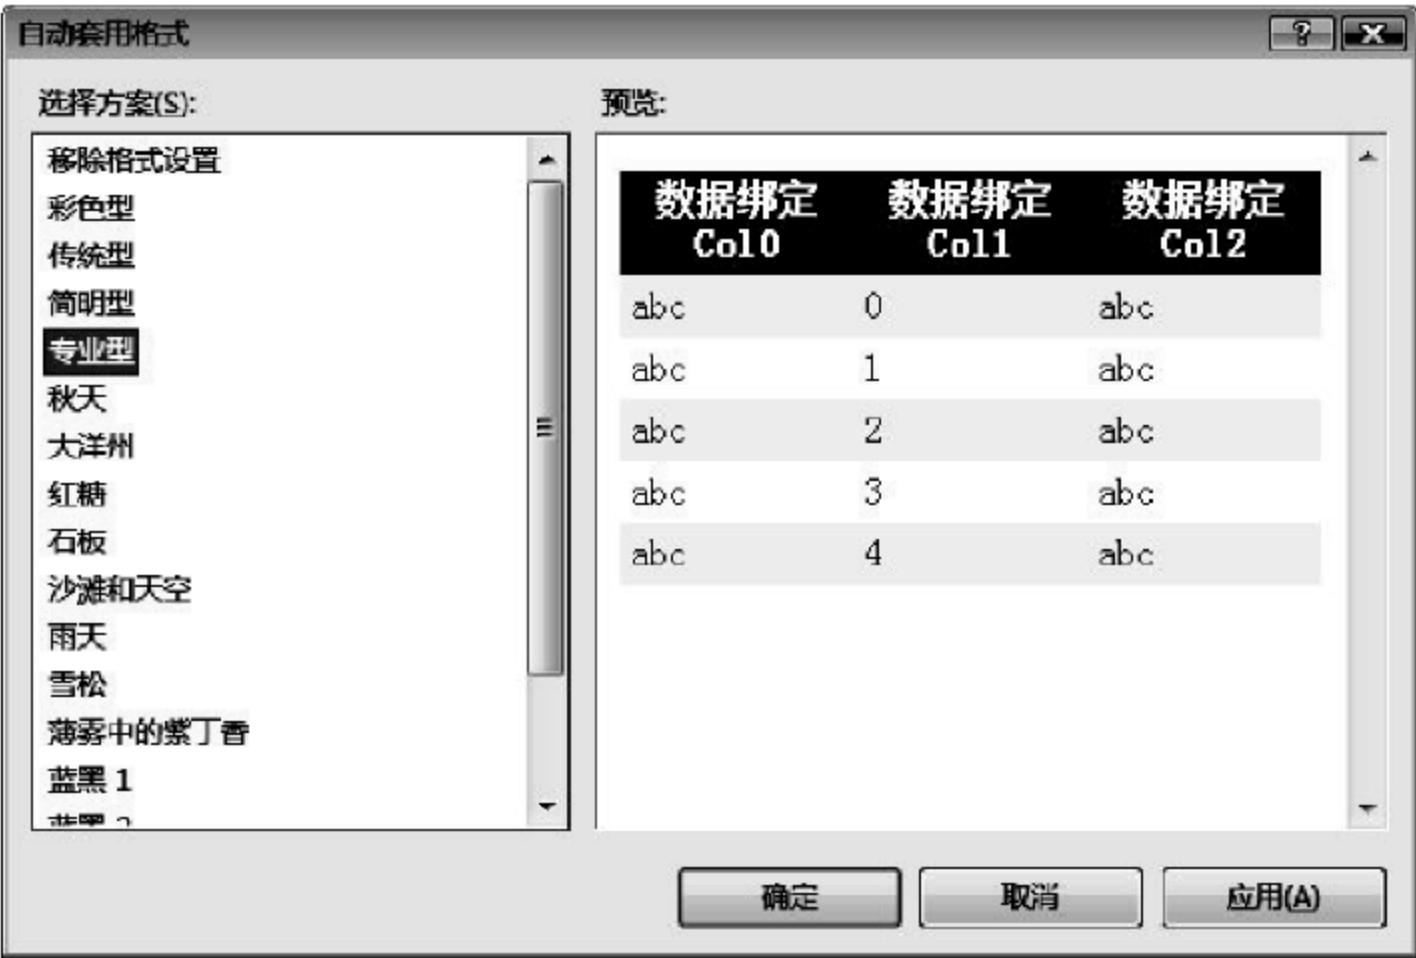 自动套用格式
选择方案(S):
移除格式设置
彩色型
传统型
简明型
专业型
秋天
大洋州
红糖
石板
沙滩和天空
雨天
雪松
薄雾中的紫丁香
蓝黑 1
预览:
数据绑定 数据绑定 数据绑定
Col0 Col1 Col2
abc 0 abc
abc 1 abc
abc 2 abc
abc 3 abc
abc 4 abc
确定 取消 应用(A)